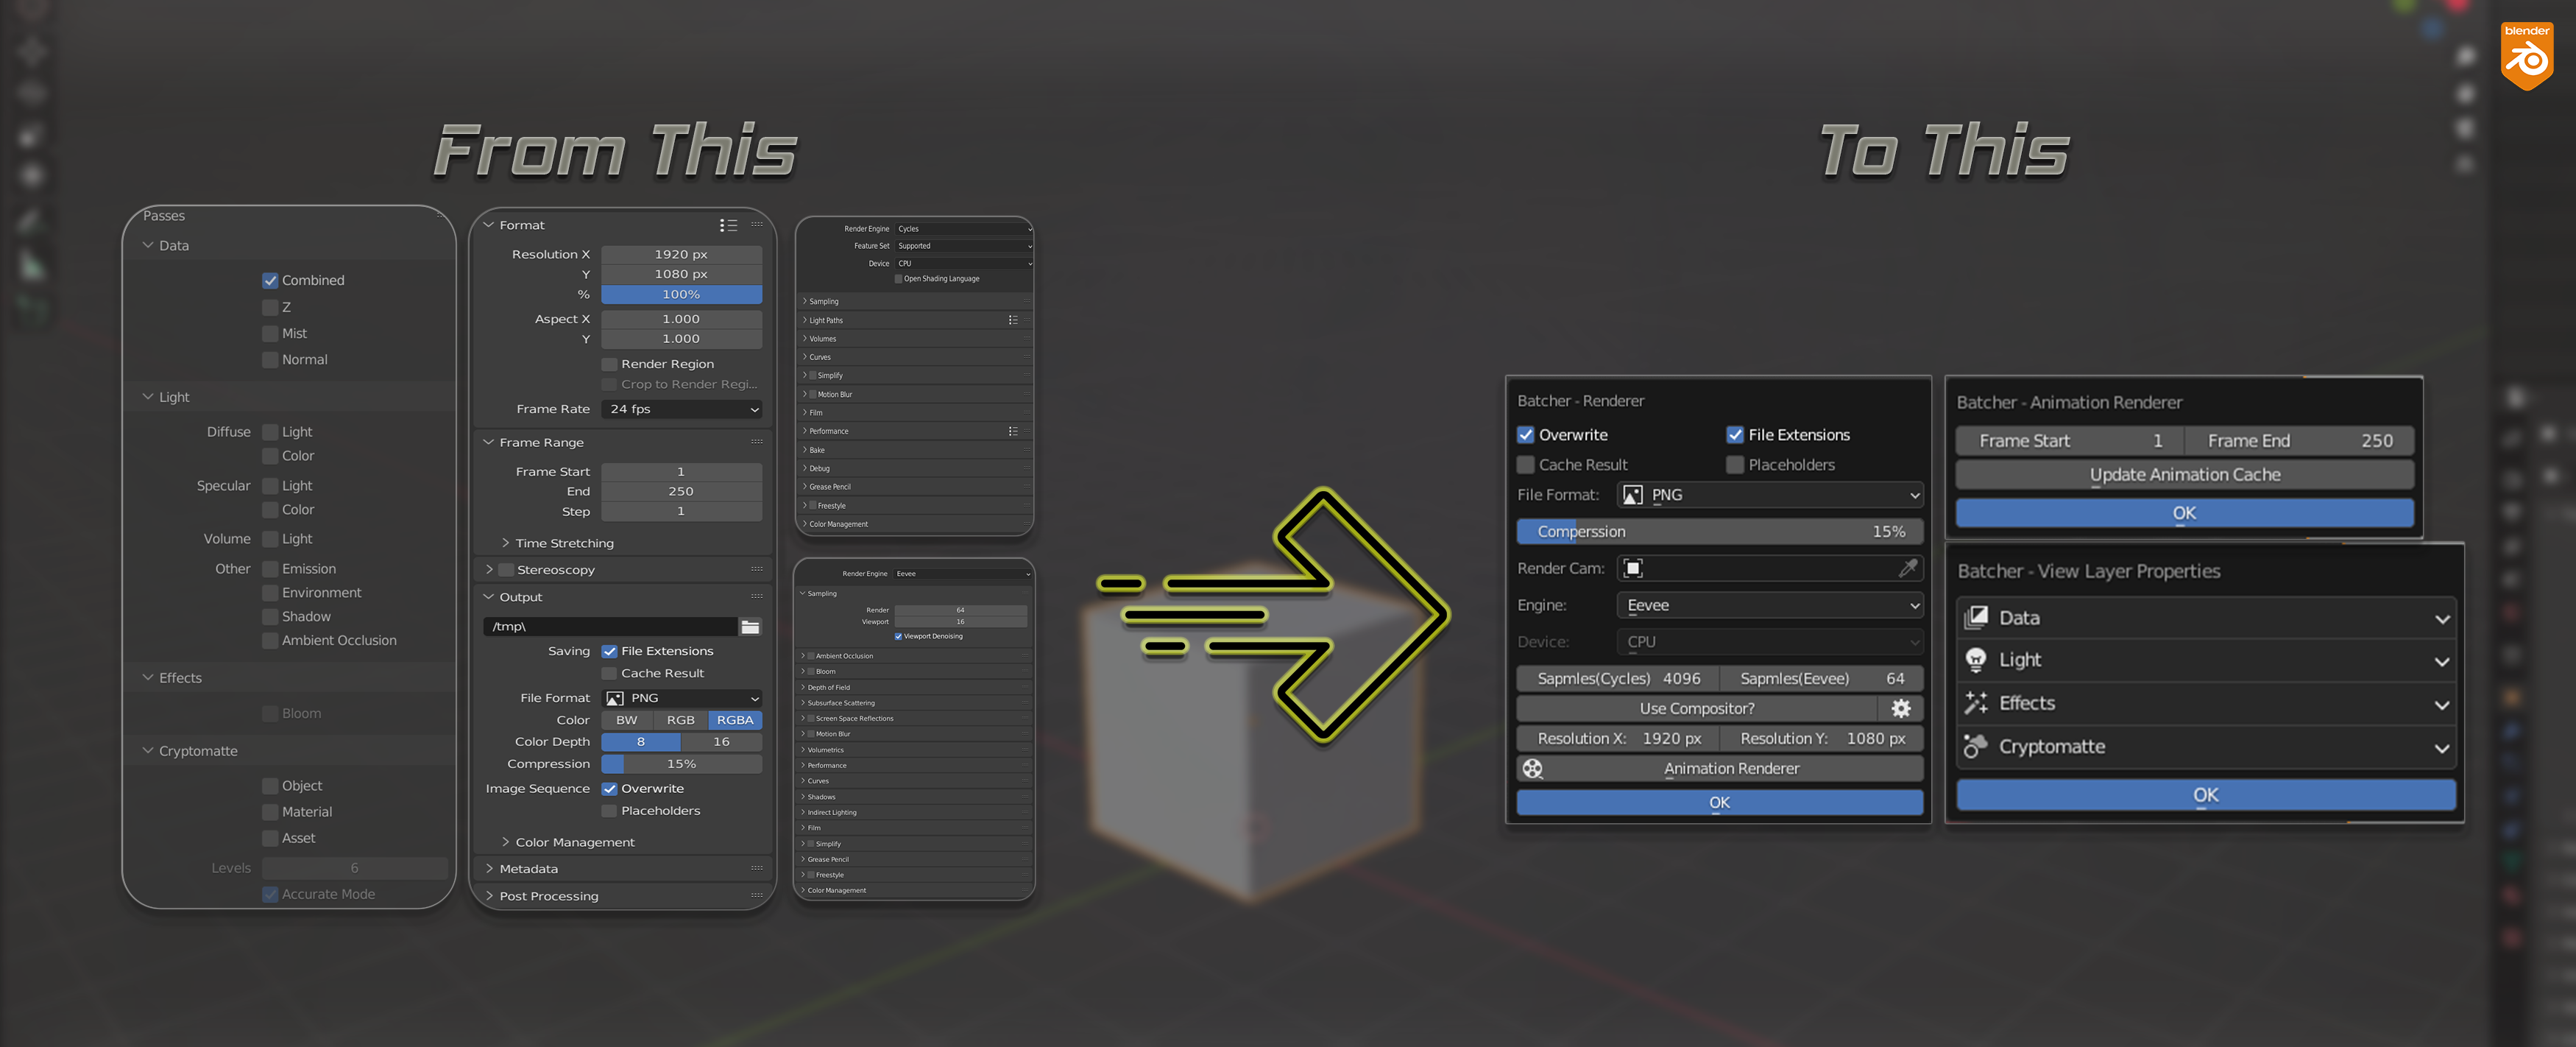 blender
From This
To This
Passes
Data
Combined
Z
Mist
Normal
Light
Diffuse Light
Color
Specular Light
Color
Volume Light
Other Emission
Environment
Shadow
Ambient Occlusion
Effects
Bloom
Cryptomatte
Object
Material
Asset
Levels 6
Accurate Mode
Format
Resolution X 1920 px
Y 1080 px
% 100%
Aspect X 1.000
Y 1.000
Render Region
Crop to Render Regi...
Frame Rate 24 fps
Frame Range
Frame Start 1
End 250
Step 1
Time Stretching
Stereoscopy
Output
/tmp\
Saving File Extensions
Cache Result
File Format PNG
Color BW RGB RGBA
Color Depth 8 16
Compression 15%
Image Sequence Overwrite
Placeholders
Color Management
Metadata
Post Processing
Render Engine Cycles
Feature Set Supported
Device CPU
Open Shading Language
Sampling
Light Paths
Volumes
Curves
Simplify
Motion Blur
Film
Performance
Bake
Debug
Grease Pencil
Freestyle
Color Management
Render Engine Eevee
Sampling
Render 64
Viewport 16
Viewport Denoising
Ambient Occlusion
Bloom
Depth of Field
Subsurface Scattering
Screen Space Reflections
Motion Blur
Volumetrics
Performance
Curves
Shadows
Indirect Lighting
Film
Simplify
Grease Pencil
Freestyle
Color Management
Batcher - Renderer
Overwrite File Extensions
Cache Result Placeholders
File Format: PNG
Comperssion 15%
Render Cam:
Engine: Eevee
Device: CPU
Sapmles(Cycles) 4096 Sapmles(Eevee) 64
Use Compositor?
Resolution X: 1920 px Resolution Y: 1080 px
Animation Renderer
OK
Batcher - Animation Renderer
Frame Start 1 Frame End 250
Update Animation Cache
OK
Batcher - View Layer Properties
Data
Light
Effects
Cryptomatte
OK